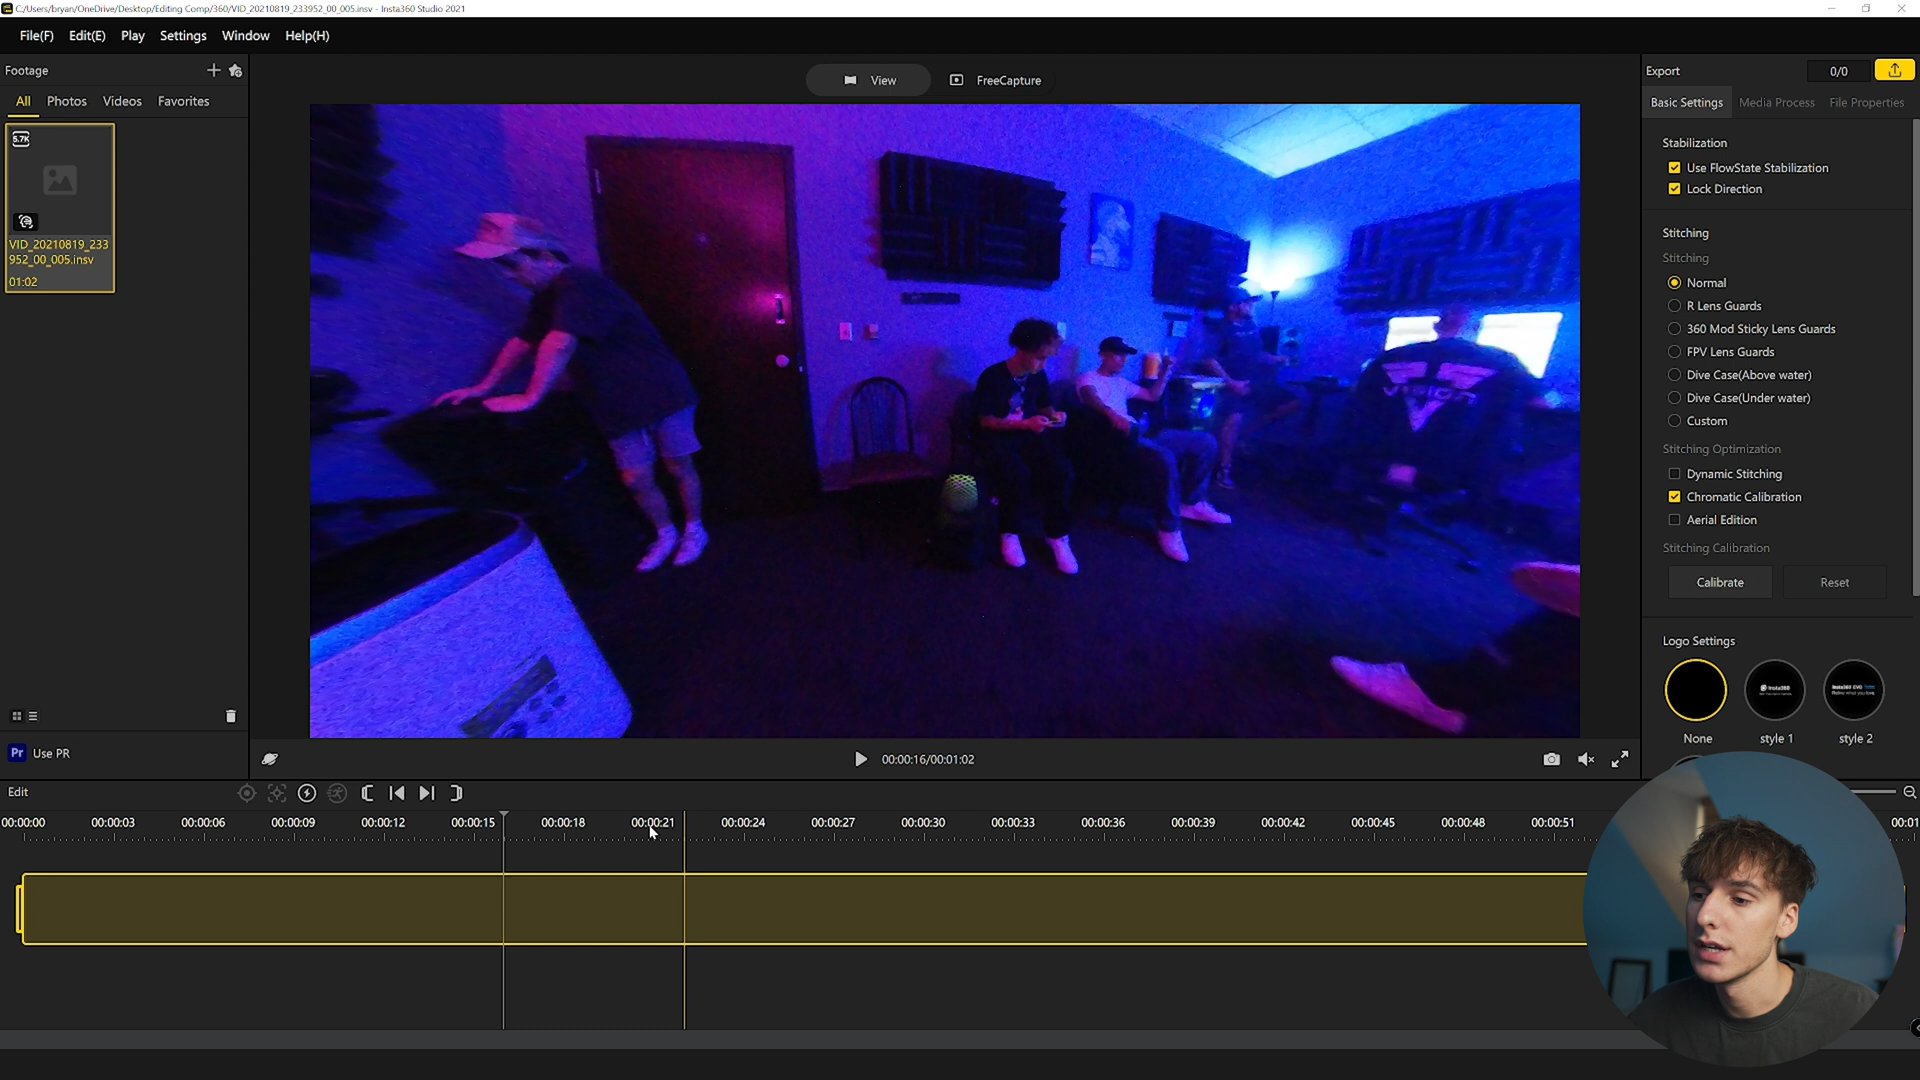 C:/Users/bryan/OneDrive/Desktop/Editing Comp/360/VID_20210819_233952_00_005.insv - Insta360 Studio 2021
File(F) Edit(E) Play Settings Window Help(H)
Footage
All Photos Videos Favorites
5.7K
VID_20210819_233
952_00_005.insv
01:02
Pr Use PR
View FreeCapture
VISION
00:00:16/00:01:02
Export 0/0
Basic Settings Media Process File Properties
Stabilization
Use FlowState Stabilization
Lock Direction
Stitching
Stitching
Normal
R Lens Guards
360 Mod Sticky Lens Guards
FPV Lens Guards
Dive Case(Above water)
Dive Case(Under water)
Custom
Stitching Optimization
Dynamic Stitching
Chromatic Calibration
Aerial Edition
Stitching Calibration
Calibrate Reset
Logo Settings
Insta360
None style 1 style 2
Edit
00:00:00 00:00:03 00:00:06 00:00:09 00:00:12 00:00:15 00:00:18 00:00:21 00:00:24 00:00:27 00:00:30 00:00:33 00:00:36 00:00:39 00:00:42 00:00:45 00:00:48 00:00:51 00:01